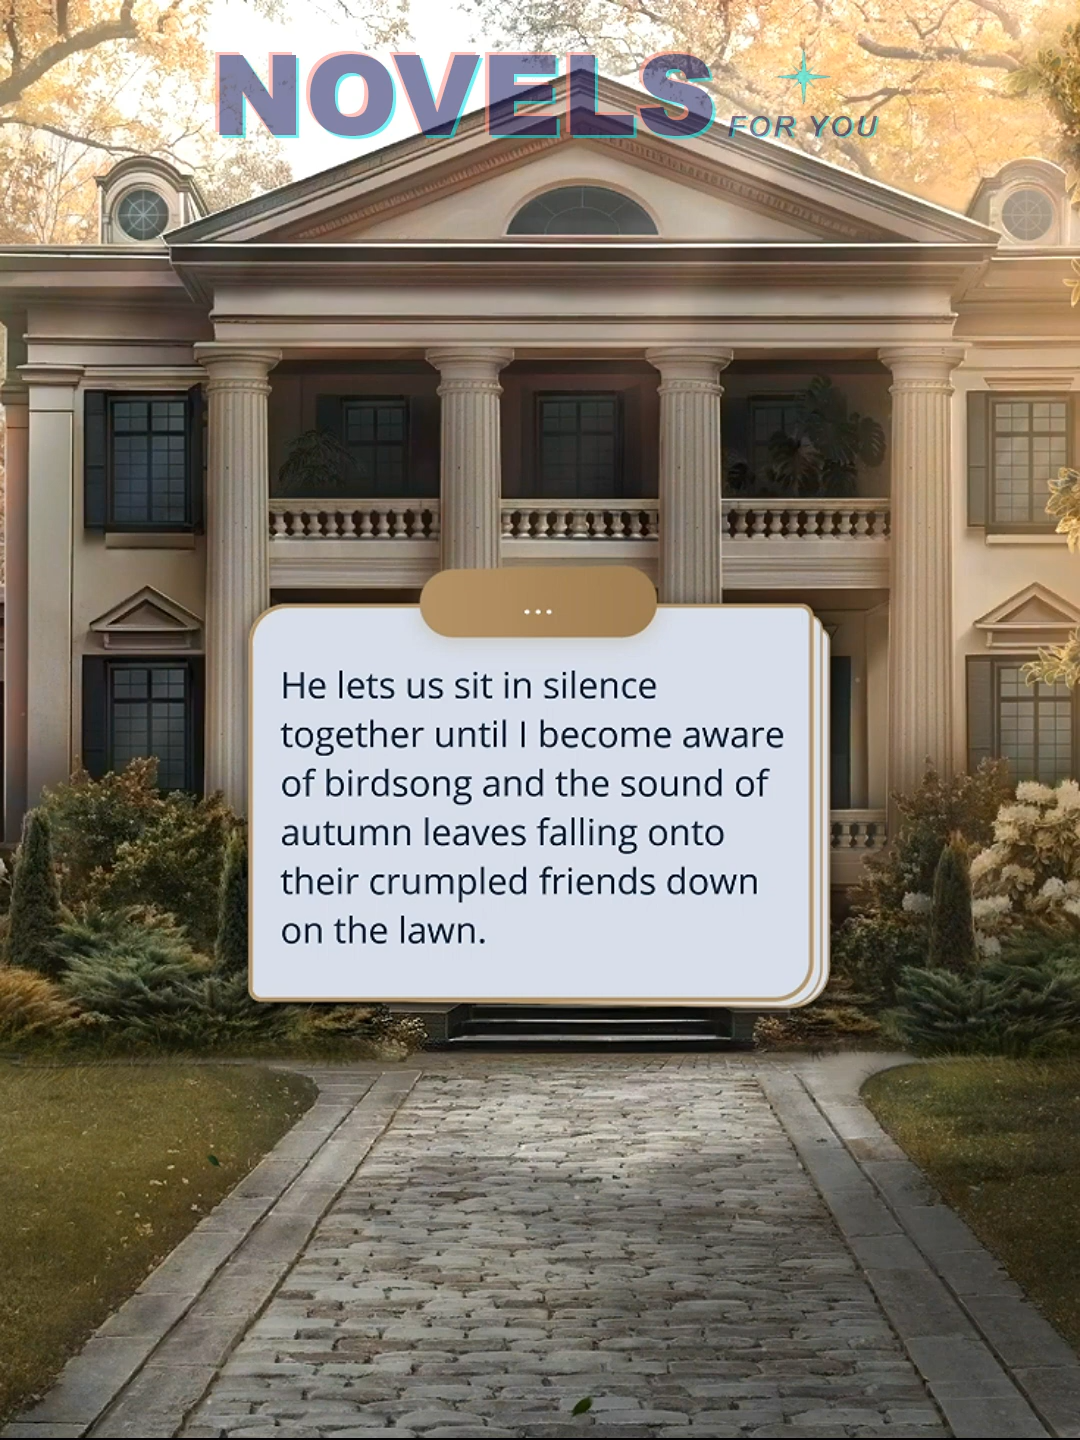 NOVELS
FOR YOU
...
He lets us sit in silence
together until I become aware
of birdsong and the sound of
autumn leaves falling onto
their crumpled friends down
on the lawn.